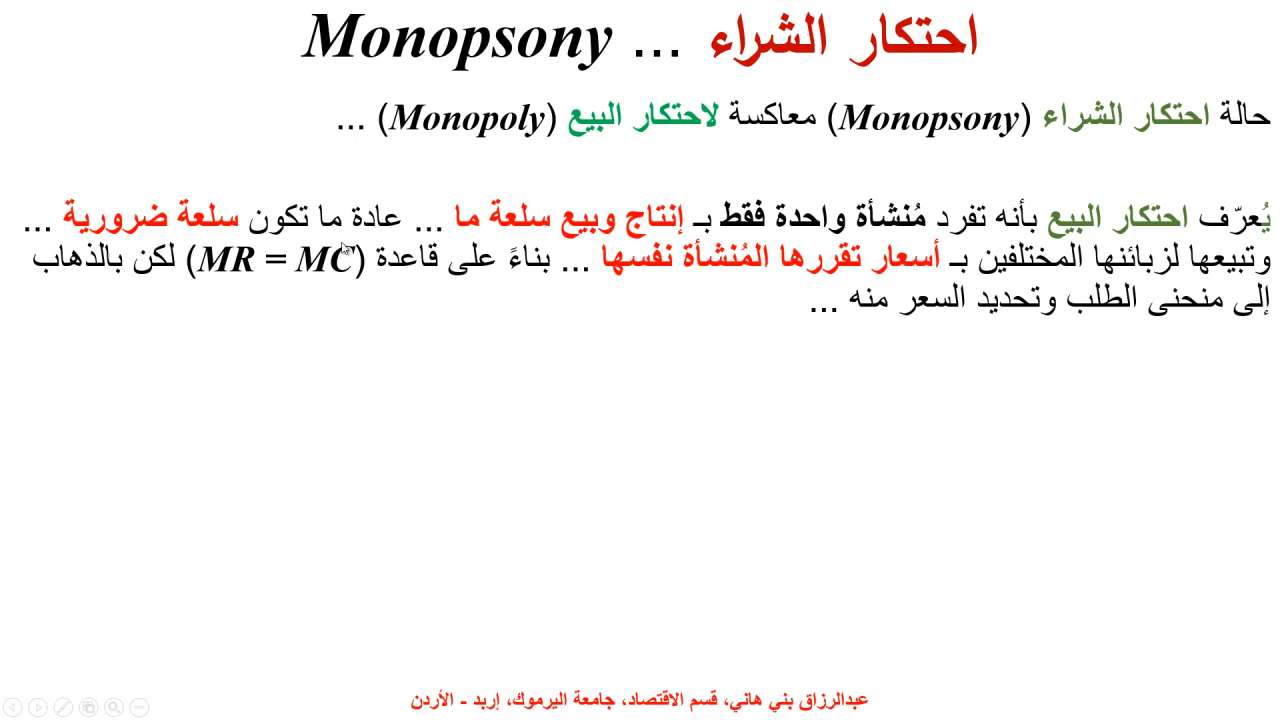 احتكار الشراء ... Monopsony
حالة احتكار الشراء (Monopsony) معاكسة لاحتكار البيع (Monopoly) ...
يُعرّف احتكار البيع بأنه تفرد مُنشأة واحدة فقط بـ إنتاج وبيع سلعة ما ... عادة ما تكون سلعة ضرورية ...
وتبيعها لزبائنها المختلفين بـ أسعار تقررها المُنشأة نفسها ... بناءً على قاعدة (MR = MC) لكن بالذهاب
إلى منحنى الطلب وتحديد السعر منه ...
عبدالرزاق بني هاني، قسم الاقتصاد، جامعة اليرموك، إربد - الأردن